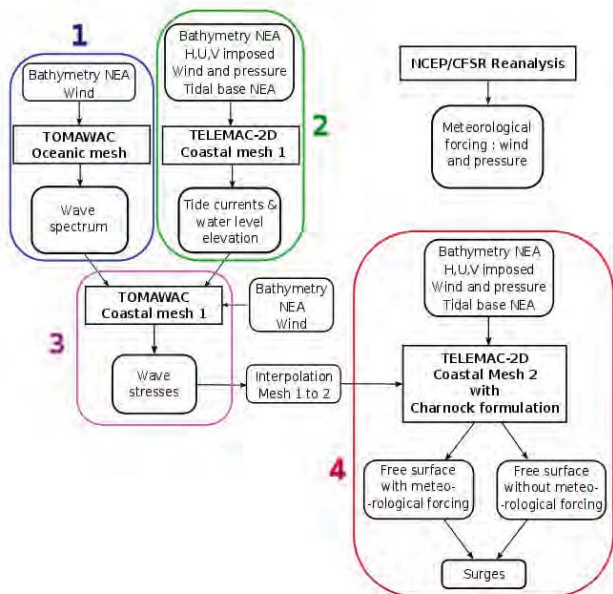 1
Bathymetry NEA
Wind
TOMAWAC
Oceanic mesh
Wave
spectrum
2
Bathymetry NEA
H,U,V imposed
Wind and pressure
Tidal base NEA
TELEMAC-2D
Coastal mesh 1
Tide currents &
water level
elevation
NCEP/CFSR Reanalysis
Meteorological
forcing : wind
and pressure
3
TOMAWAC
Coastal mesh 1
Bathymetry
NEA
Wind
Wave
stresses
Interpolation
Mesh 1 to 2
4
Bathymetry NEA
H,U,V imposed
Wind and pressure
Tidal base NEA
TELEMAC-2D
Coastal Mesh 2
with
Charnock formulation
Free surface
with meteo-
-rological forcing
Free surface
without meteo-
-rological forcing
Surges